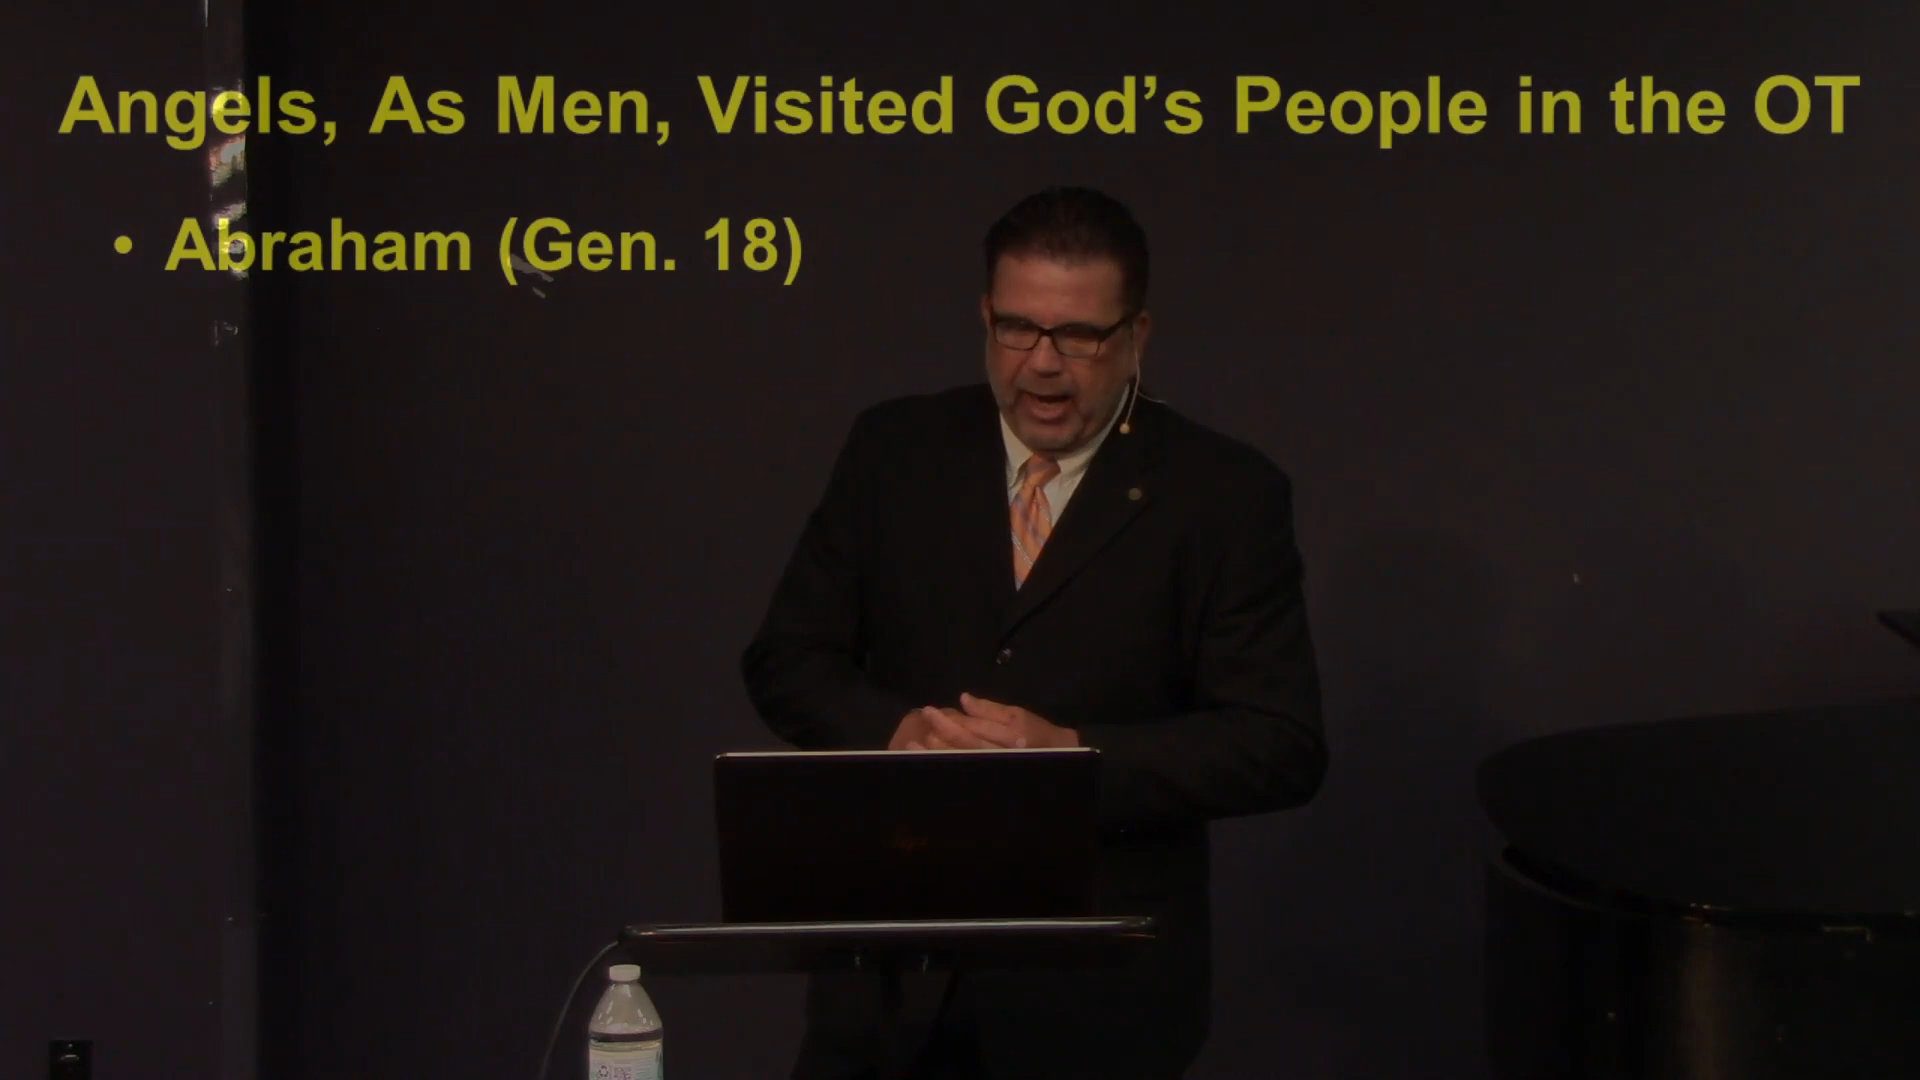 Angels, As Men, Visited God’s People in the OT
• Abraham (Gen. 18)